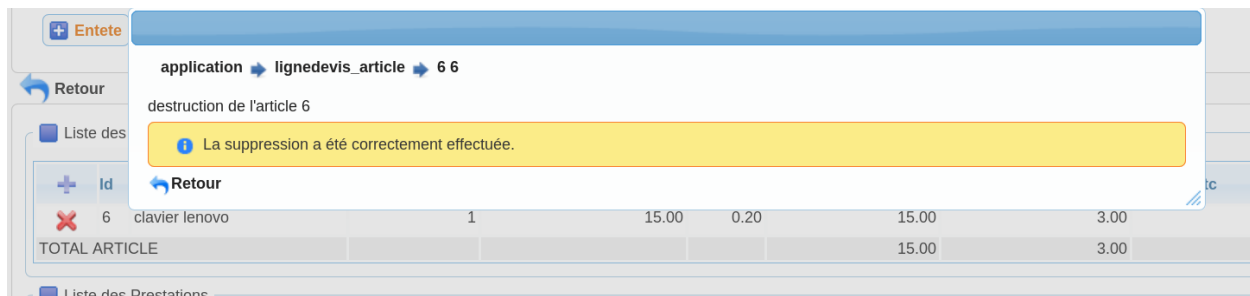 Entete
application lignedevis_article 6 6
Retour
destruction de l'article 6
Liste des
La suppression a été correctement effectuée.
Id
Retour
tc
6 clavier lenovo 1 15.00 0.20 15.00 3.00
TOTAL ARTICLE 15.00 3.00
Liste des Prestations